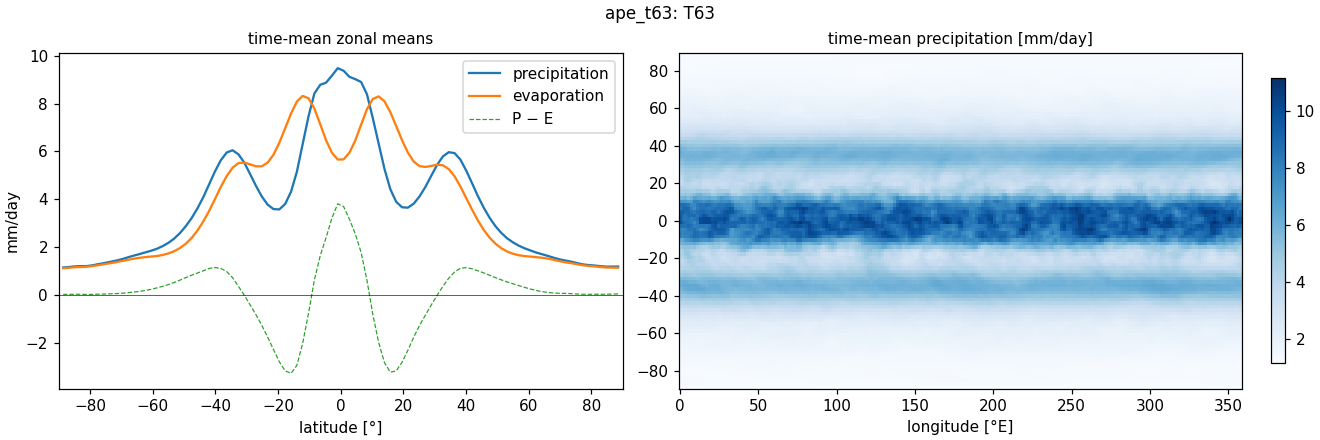 ape_t63: T63
time-mean zonal means
10
8
6
4
2
0
−2
mm/day
−80 −60 −40 −20 0 20 40 60 80
latitude [°]
precipitation
evaporation
P − E
time-mean precipitation [mm/day]
80
60
40
20
0
−20
−40
−60
−80
0 50 100 150 200 250 300 350
longitude [°E]
10
8
6
4
2